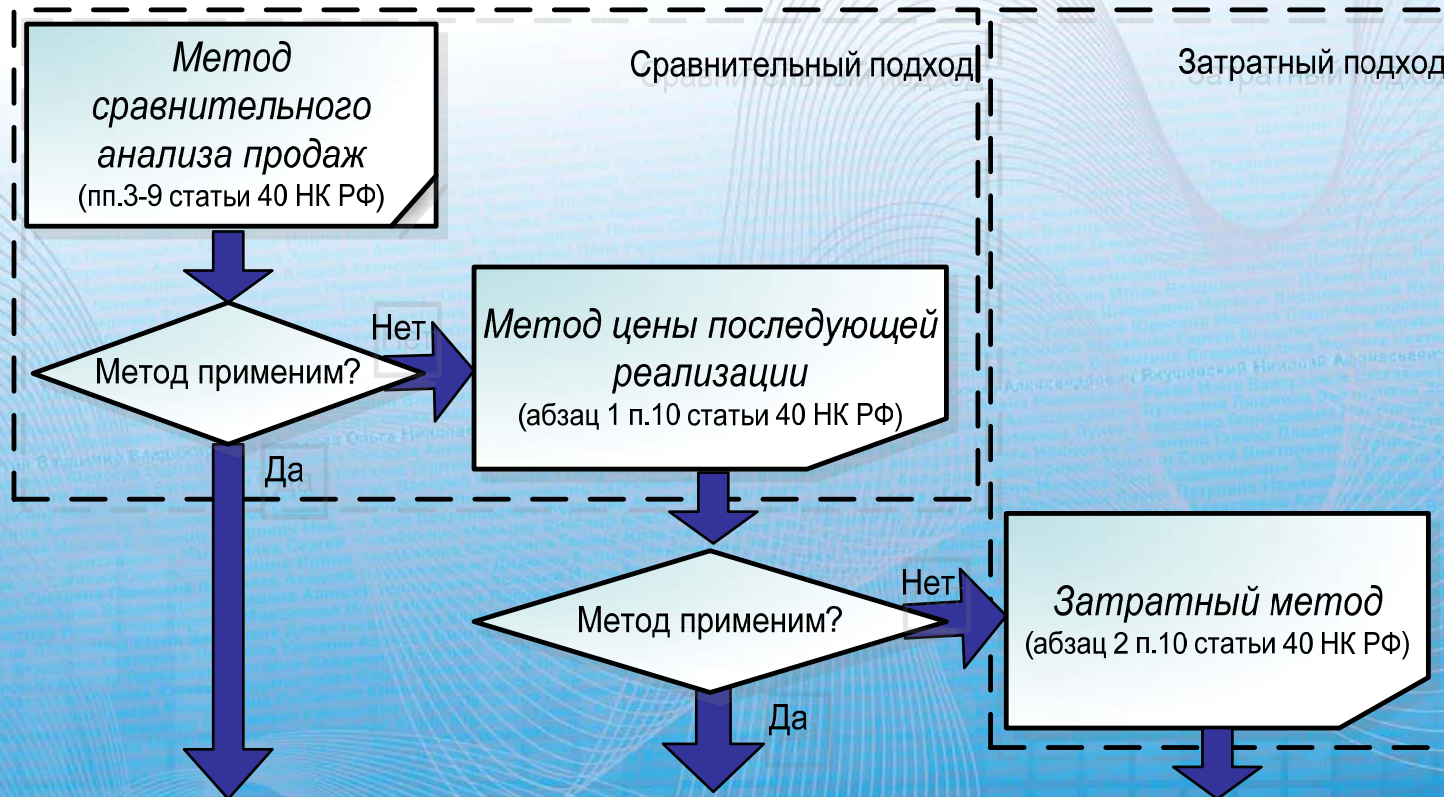 Метод
сравнительного
анализа продаж
(пп.3-9 статьи 40 НК РФ)
Сравнительный подход
Затратный подход
Метод применим?
Нет
Да
Метод цены последующей
реализации
(абзац 1 п.10 статьи 40 НК РФ)
Метод применим?
Нет
Да
Затратный метод
(абзац 2 п.10 статьи 40 НК РФ)